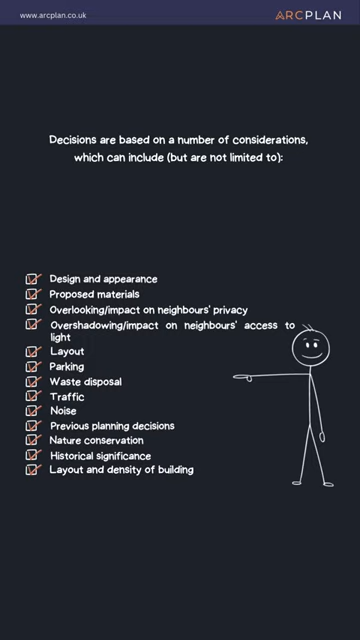 www.arcplan.co.uk
ARCPLAN
Decisions are based on a number of considerations,
which can include (but are not limited to):
Design and appearance
Proposed materials
Overlooking/impact on neighbours' privacy
Overshadowing/impact on neighbours' access to
light
Layout
Parking
Waste disposal
Traffic
Noise
Previous planning decisions
Nature conservation
Historical significance
Layout and density of building